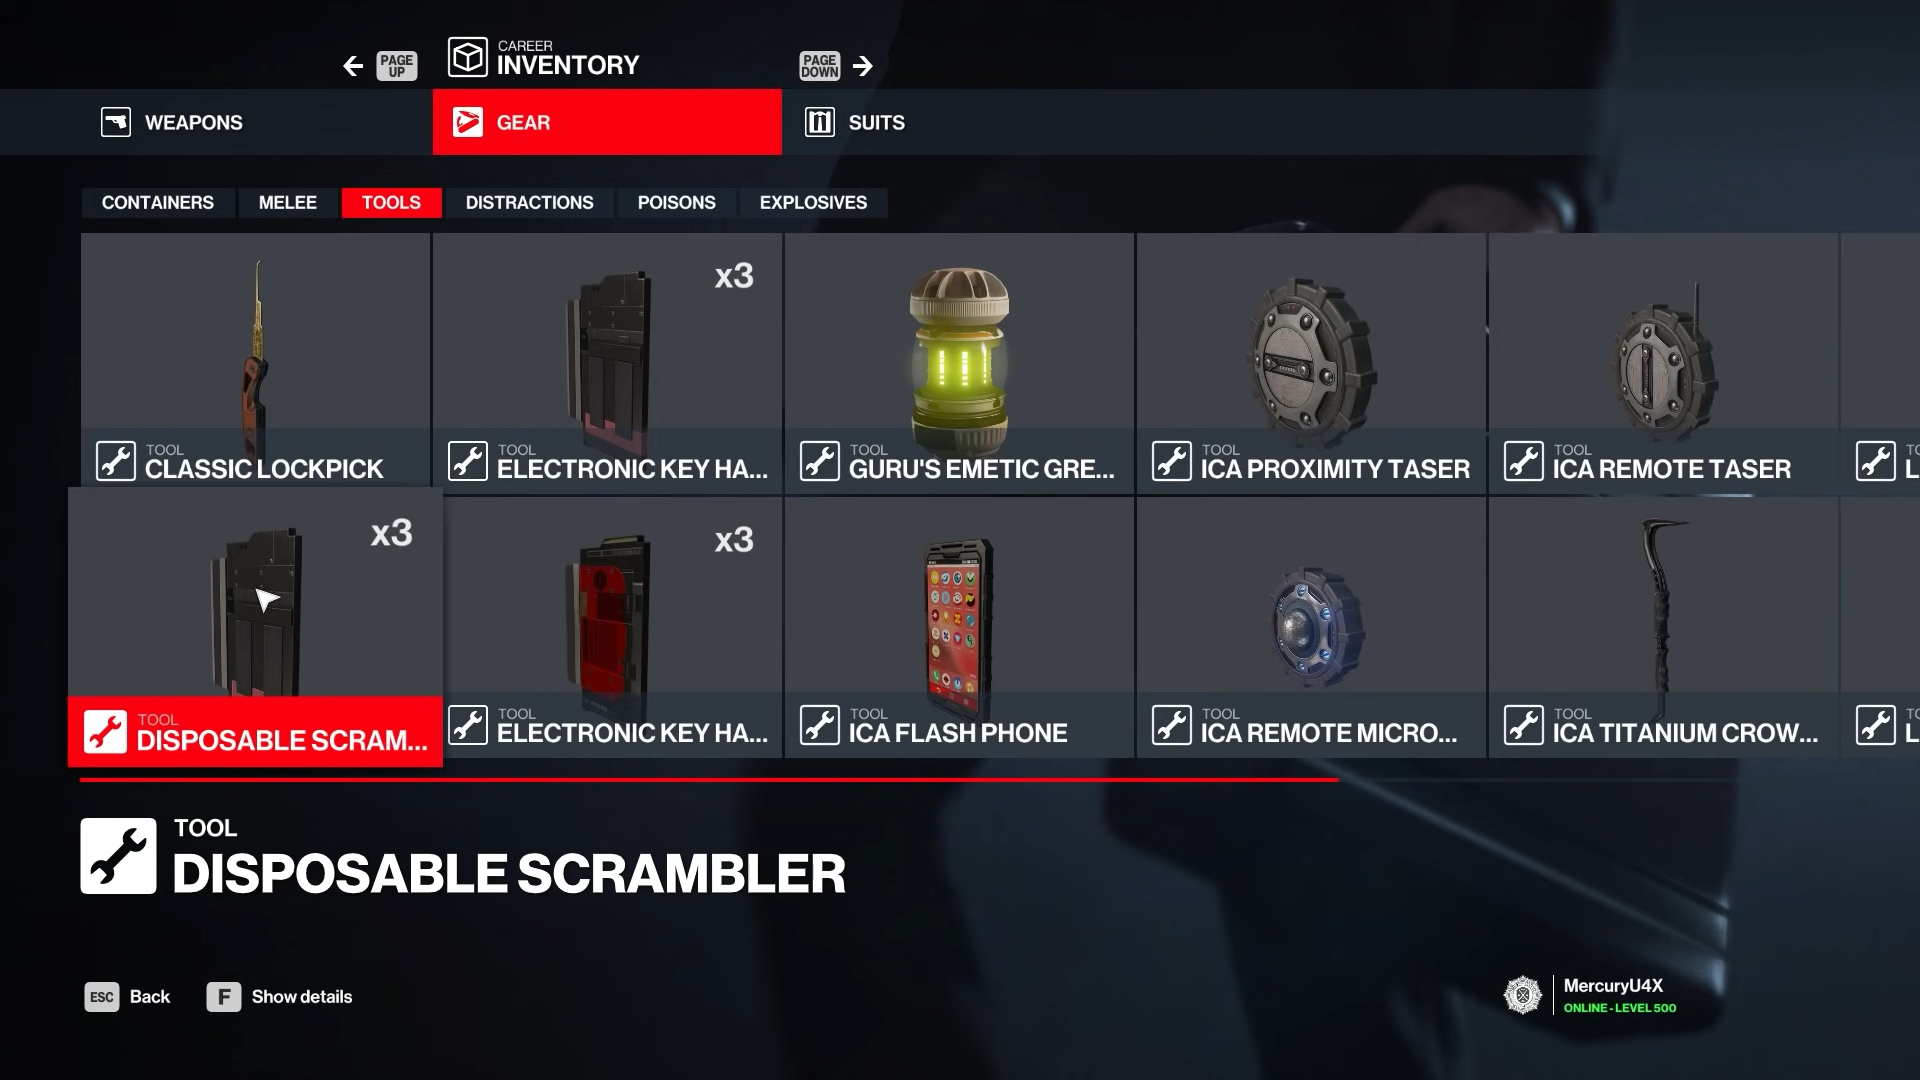 PAGE UP
CAREER
INVENTORY
PAGE DOWN
WEAPONS
GEAR
SUITS
CONTAINERS
MELEE
TOOLS
DISTRACTIONS
POISONS
EXPLOSIVES
TOOL
CLASSIC LOCKPICK
x3
TOOL
ELECTRONIC KEY HA...
TOOL
GURU'S EMETIC GRE...
TOOL
ICA PROXIMITY TASER
TOOL
ICA REMOTE TASER
x3
TOOL
DISPOSABLE SCRAM...
x3
TOOL
ELECTRONIC KEY HA...
TOOL
ICA FLASH PHONE
TOOL
ICA REMOTE MICRO...
TOOL
ICA TITANIUM CROW...
TOOL
DISPOSABLE SCRAMBLER
ESC Back
F Show details
MercuryU4X
ONLINE - LEVEL 500